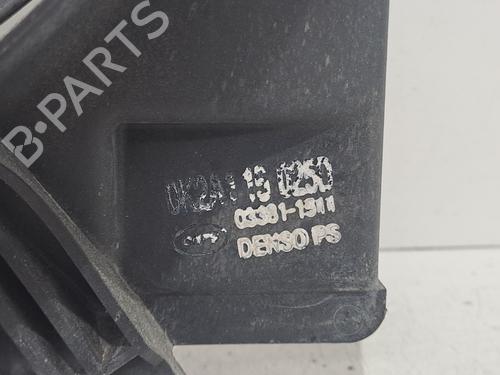 B-PARTS
0K2A1 15 025D
03381-1511
DENSO PS